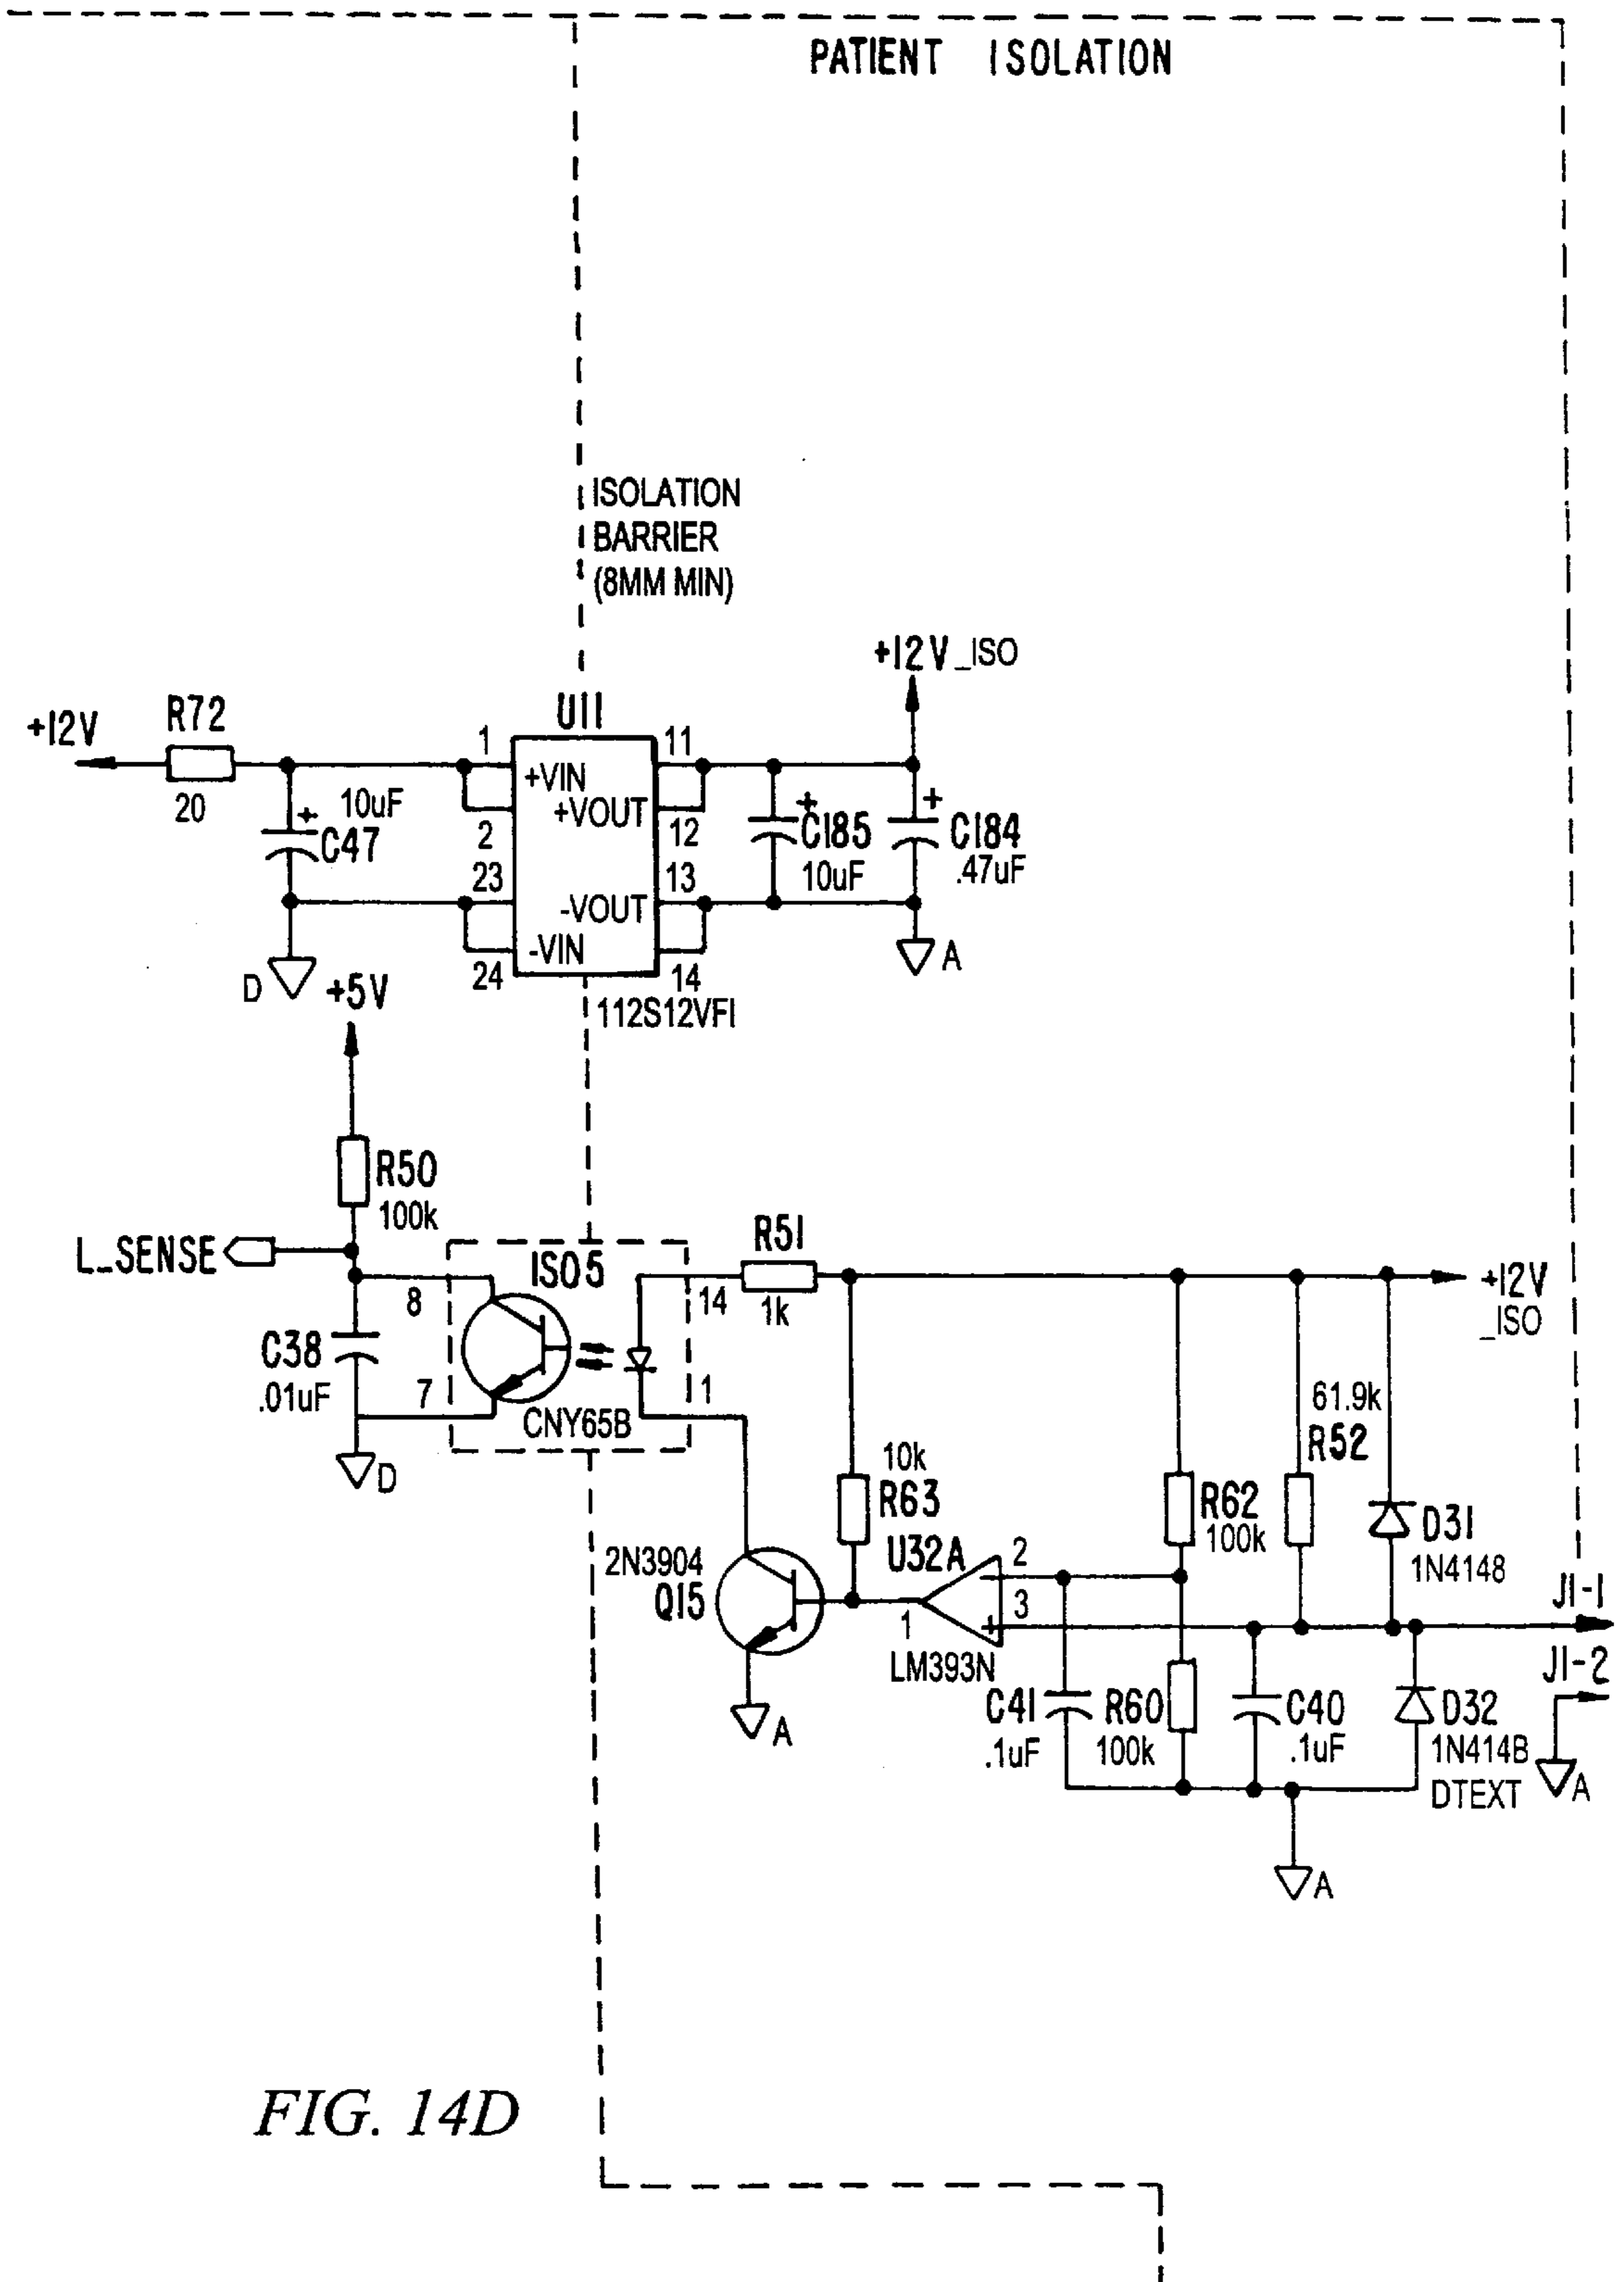 PATIENT ISOLATION
ISOLATION
BARRIER
(8MM MIN)
+12V_ISO
+12V
R72
20
10uF
+
C47
U11
1
2
23
24
+VIN
+VOUT
-VOUT
-VIN
11
12
13
14
112S12VFI
+
C185
10uF
+
C184
.47uF
A
D
+5V
R50
100k
L_SENSE
C38
.01uF
D
8
7
ISO5
CNY65B
14
1
R51
1k
+12V
_ISO
10k
R63
2N3904
Q15
A
U32A
2
3
-
+
1
LM393N
R62
100k
61.9k
R52
D31
1N4148
J1-1
J1-2
A
C41
.1uF
R60
100k
C40
.1uF
D32
1N414B
DTEXT
A
FIG. 14D